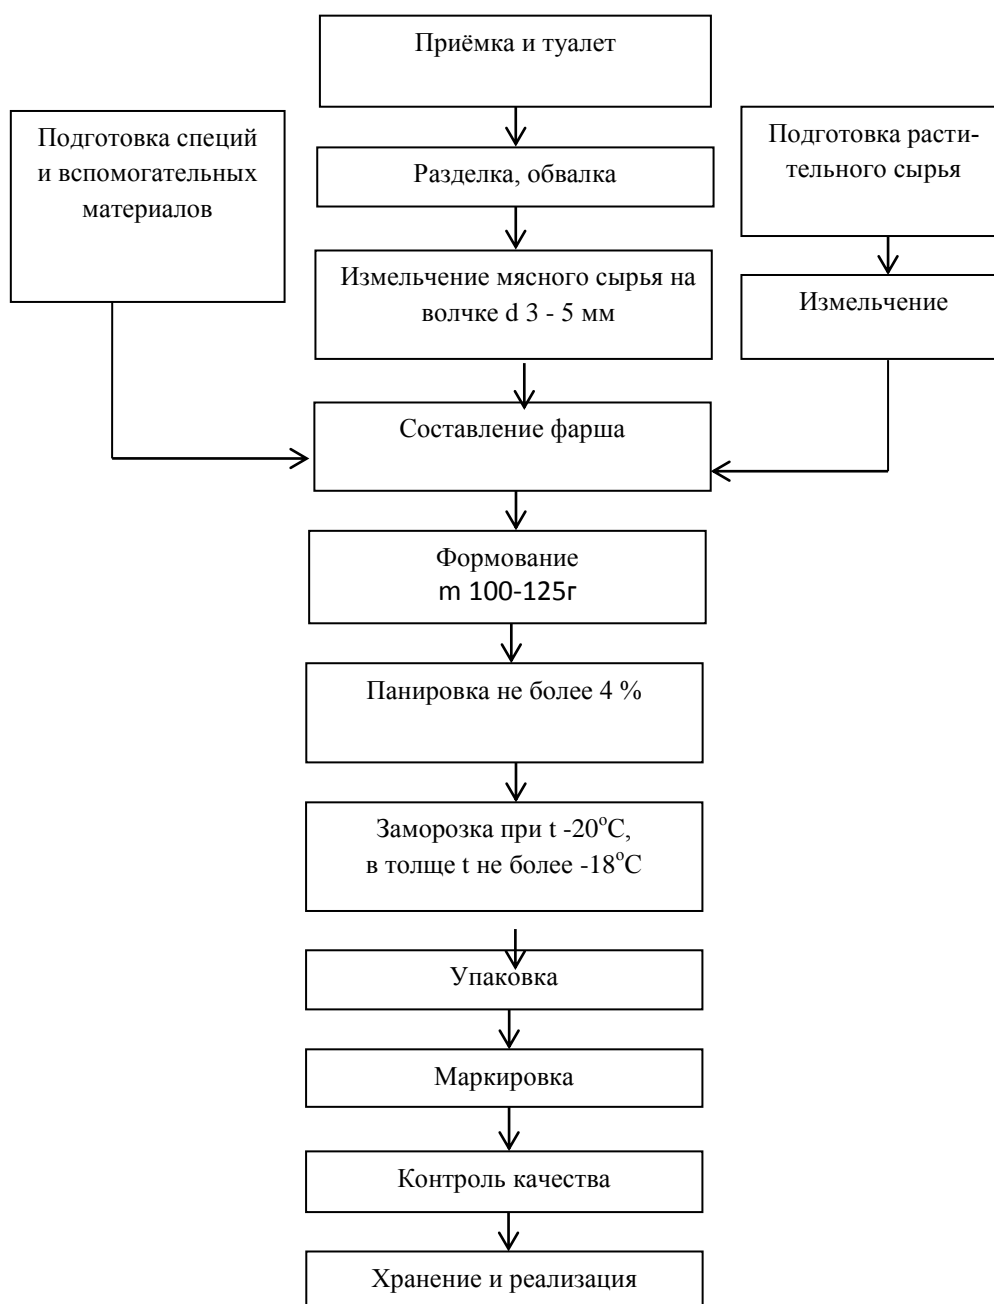 Приёмка и туалет
Подготовка специй
и вспомогательных
материалов
Подготовка расти-
тельного сырья
Разделка, обвалка
Измельчение мясного сырья на
волчке d 3 - 5 мм
Измельчение
Составление фарша
Формование
m 100-125г
Панировка не более 4 %
Заморозка при t -20°С,
в толще t не более -18°С
Упаковка
Маркировка
Контроль качества
Хранение и реализация